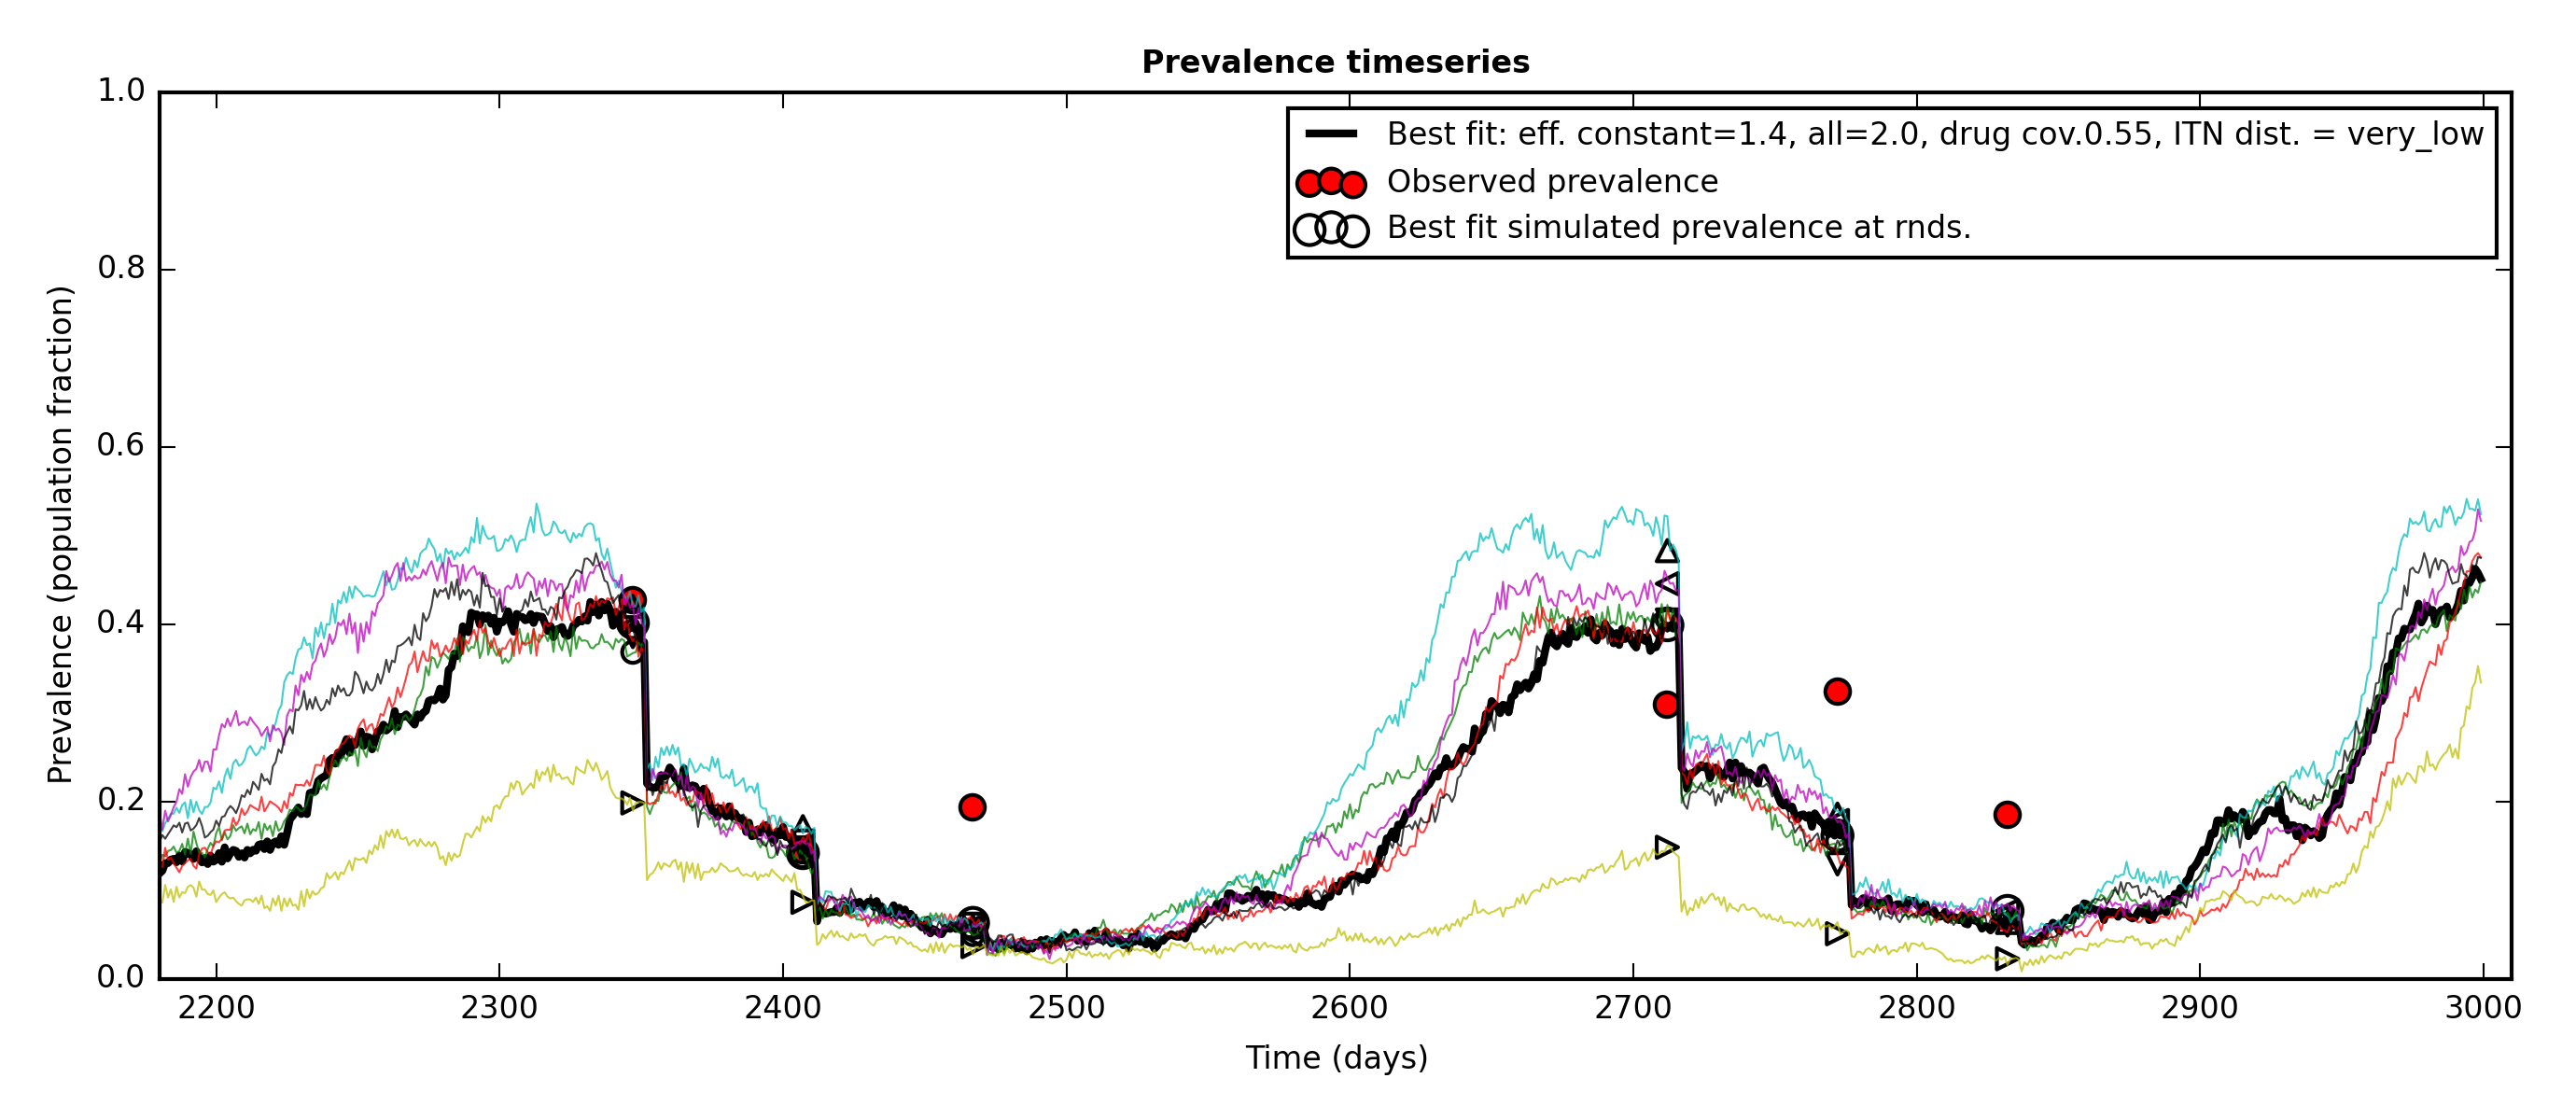 Prevalence timeseries
Best fit: eff. constant=1.4, all=2.0, drug cov.0.55, ITN dist. = very_low
Observed prevalence
Best fit simulated prevalence at rnds.
Prevalence (population fraction)
1.0
0.8
0.6
0.4
0.2
0.0
2200 2300 2400 2500 2600 2700 2800 2900 3000
Time (days)